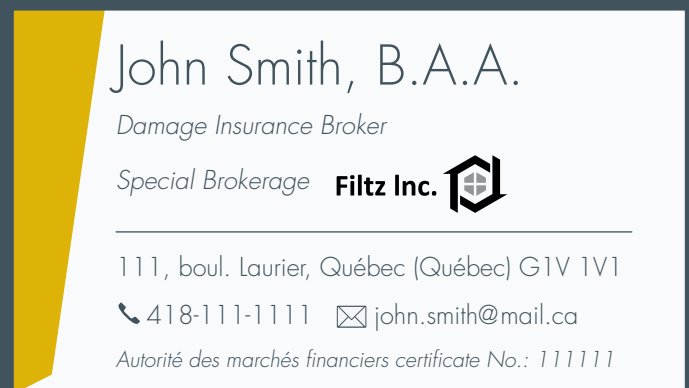 John Smith, B.A.A.
Damage Insurance Broker
Special Brokerage Filtz Inc.
111, boul. Laurier, Québec (Québec) G1V 1V1
418-111-1111 john.smith@mail.ca
Autorité des marchés financiers certificate No.: 111111